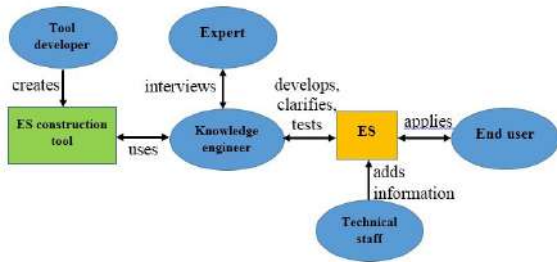 Tool
developer
Expert
creates
interviews
develops,
clarifies,
tests
applies
ES construction
tool
uses
Knowledge
engineer
ES
End user
adds
information
Technical
staff